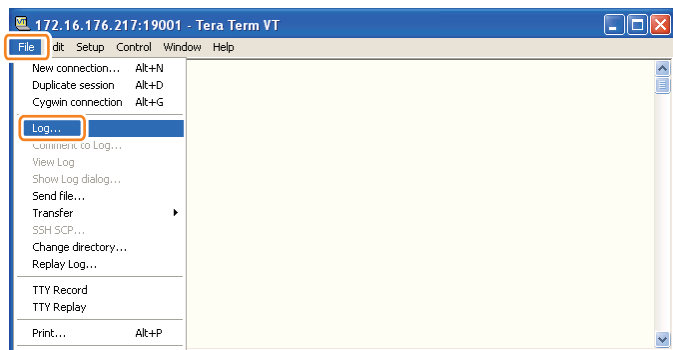 172.16.176.217:19001 - Tera Term VT
File dit Setup Control Window Help
New connection... Alt+N
Duplicate session Alt+D
Cygwin connection Alt+G
Log...
Comment to Log...
View Log
Show Log dialog...
Send file...
Transfer
SSH SCP...
Change directory...
Replay Log...
TTY Record
TTY Replay
Print... Alt+P